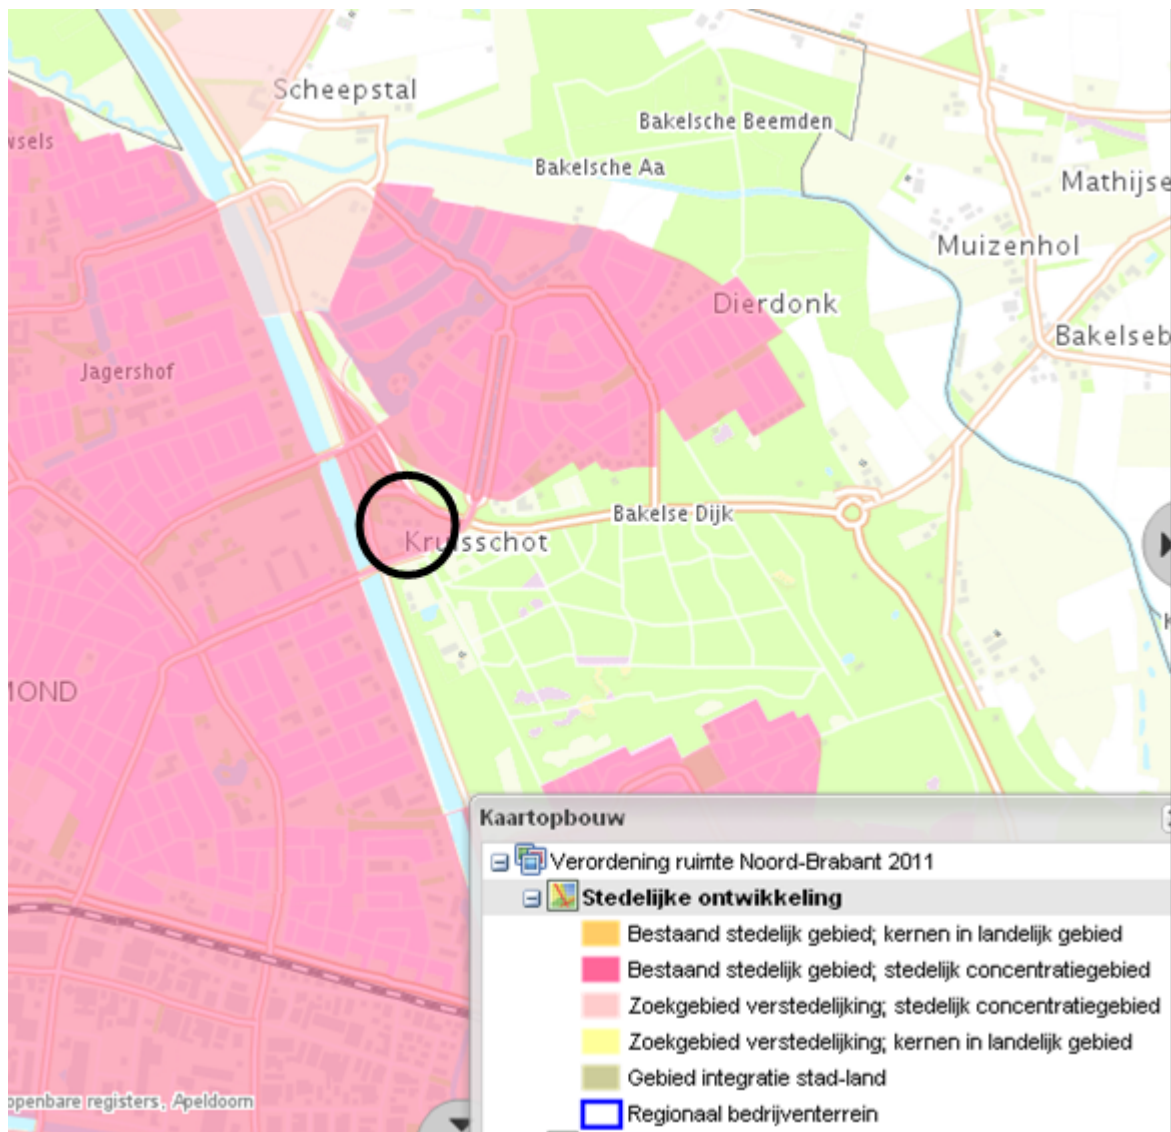 Scheepstal
Bakelsche Beemden
wsels
Bakelsche Aa
Mathijse
Muizenhol
Dierdonk
Bakelseb
Jagershof
Bakelse Dijk
Kruisschot
K
MOND
Kaartopbouw
Verordening ruimte Noord-Brabant 2011
Stedelijke ontwikkeling
Bestaand stedelijk gebied; kernen in landelijk gebied
Bestaand stedelijk gebied; stedelijk concentratiegebied
Zoekgebied verstedelijking; stedelijk concentratiegebied
Zoekgebied verstedelijking; kernen in landelijk gebied
Gebied integratie stad-land
openbare registers, Apeldoorn
Regionaal bedrijventerrein